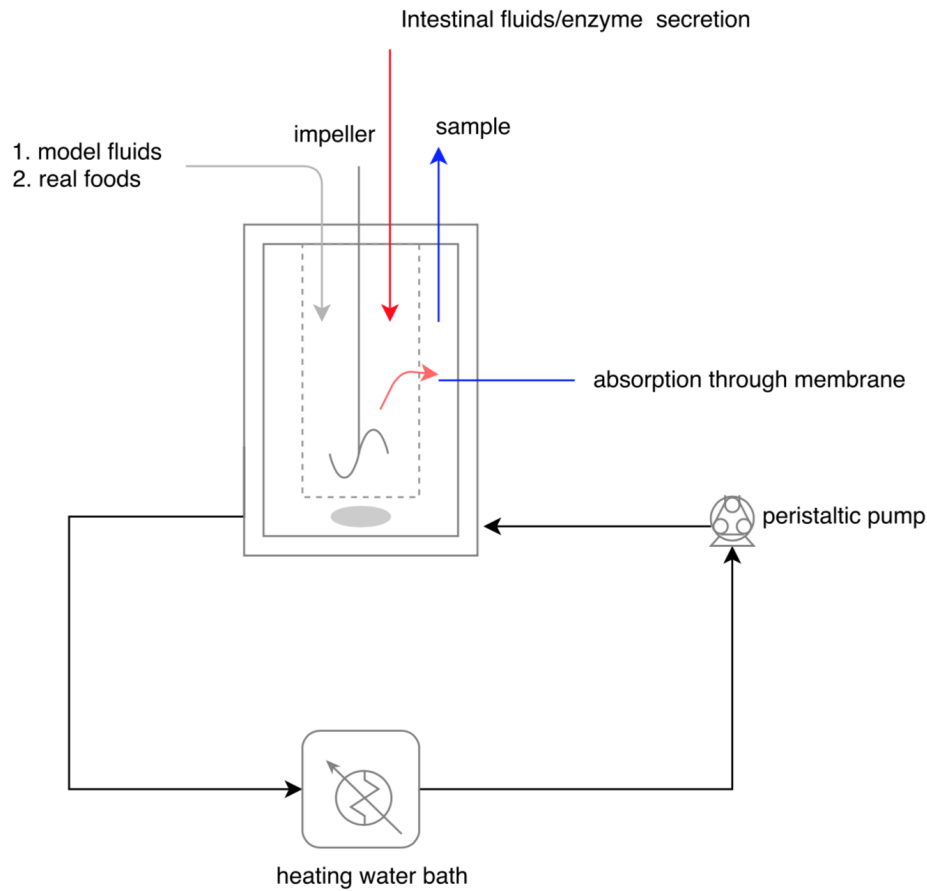 Intestinal fluids/enzyme  secretion
impeller
sample
1. model fluids
2. real foods
absorption through membrane
peristaltic pump
heating water bath